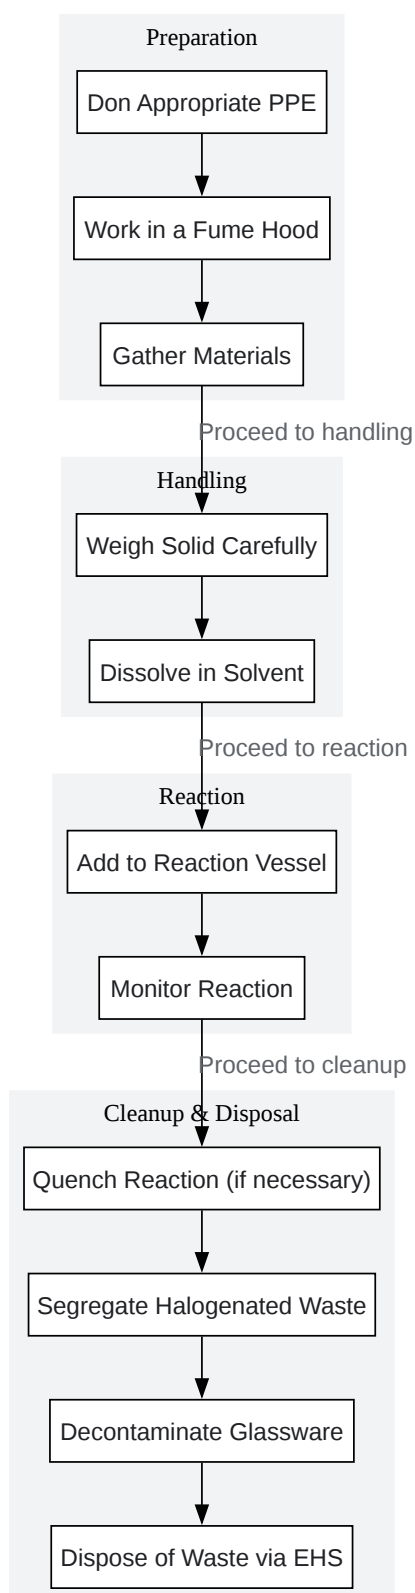 Preparation
Don Appropriate PPE
Work in a Fume Hood
Gather Materials
Proceed to handling
Handling
Weigh Solid Carefully
Dissolve in Solvent
Proceed to reaction
Reaction
Add to Reaction Vessel
Monitor Reaction
Proceed to cleanup
Cleanup & Disposal
Quench Reaction (if necessary)
Segregate Halogenated Waste
Decontaminate Glassware
Dispose of Waste via EHS